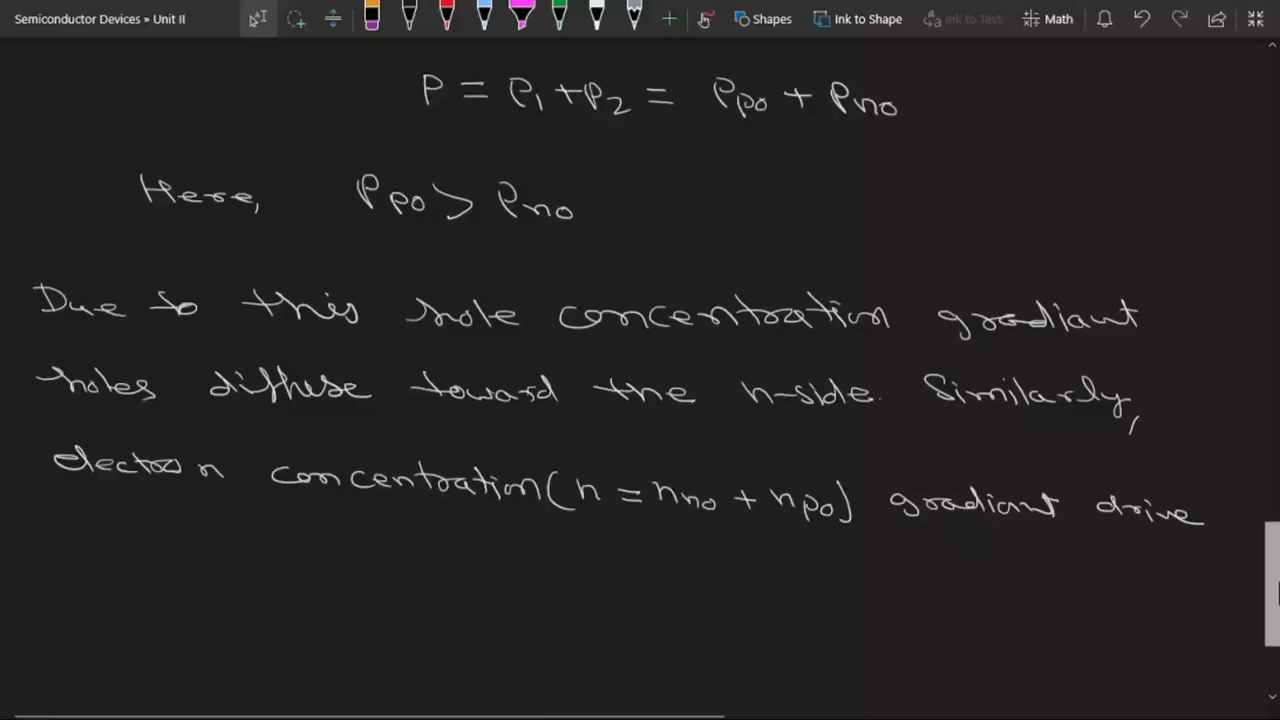 Semiconductor Devices » Unit II
Shapes
Ink to Shape
Ink to Text
Math
P = P₁ + P₂ = Ppo + Pno
Here, Ppo > Pno
Due to this hole concentration gradiant
holes diffuse toward the n-side. Similarly,
electron concentration (n = nno + npo) gradiant drive